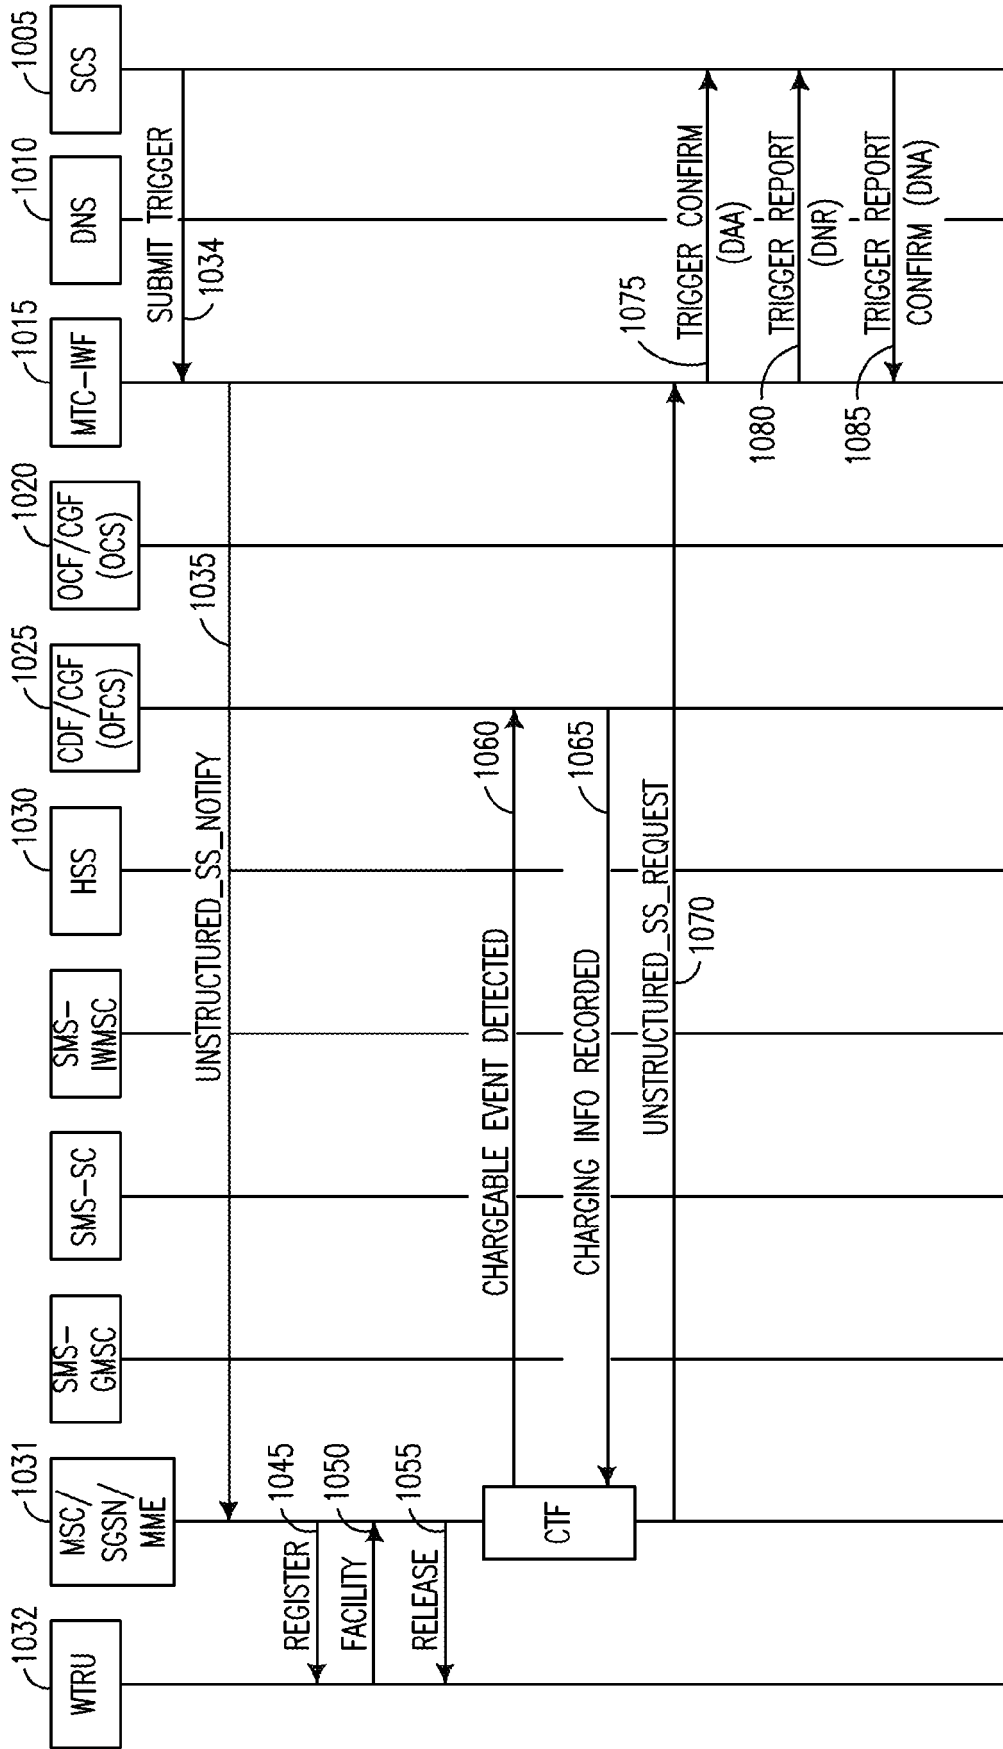 1032
WTRU
1031
MSC/
SGSN/
MME
SMS-
GMSC
SMS-SC
SMS-
IWMSC
1030
HSS
1025
CDF/CGF
(OFCS)
1020
OCF/CGF
(OCS)
1015
MTC-IWF
1010
DNS
1005
SCS
SUBMIT TRIGGER
1034
UNSTRUCTURED_SS_NOTIFY
1035
REGISTER
1045
FACILITY
1050
RELEASE
1055
CTF
CHARGEABLE EVENT DETECTED
1060
CHARGING INFO RECORDED
1065
UNSTRUCTURED_SS_REQUEST
1070
1075
TRIGGER CONFIRM
(DAA)
1080
TRIGGER REPORT
(DNR)
1085
TRIGGER REPORT
CONFIRM (DNA)